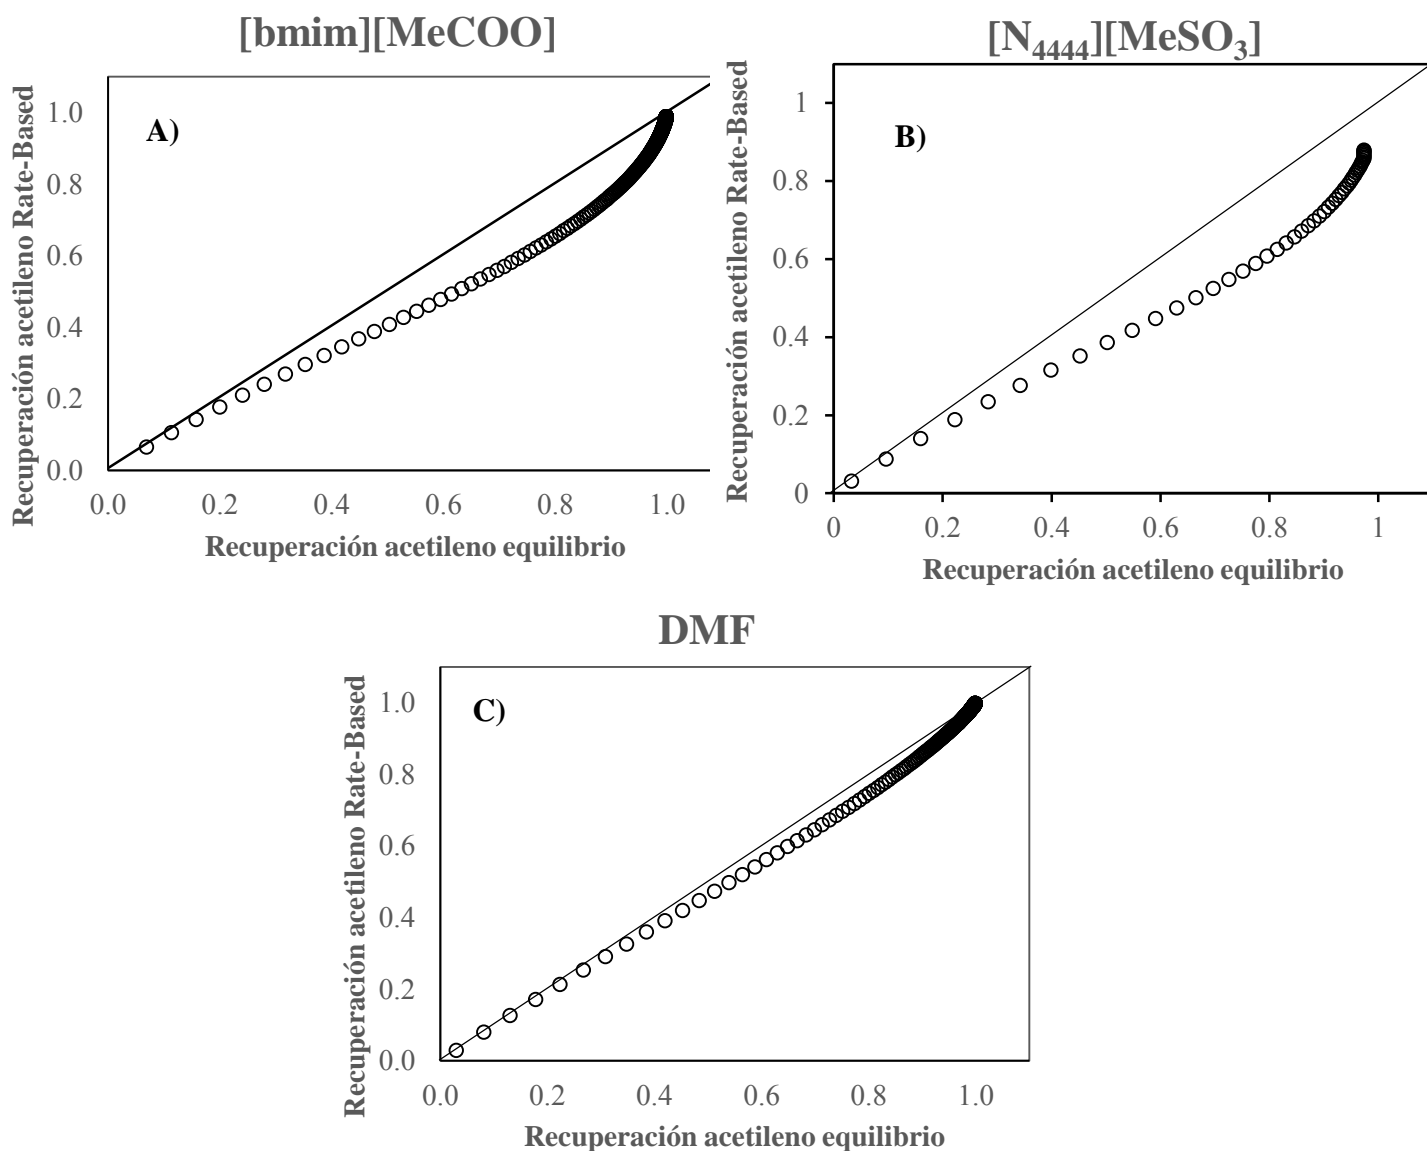 [bmim][MeCOO]
A)
Recuperación acetileno Rate-Based
1.0
0.8
0.6
0.4
0.2
0.0
0.0 0.2 0.4 0.6 0.8 1.0
Recuperación acetileno equilibrio
[N4444][MeSO3]
B)
Recuperación acetileno Rate-Based
1
0.8
0.6
0.4
0.2
0
0 0.2 0.4 0.6 0.8 1
Recuperación acetileno equilibrio
DMF
C)
Recuperación acetileno Rate-Based
1.0
0.8
0.6
0.4
0.2
0.0
0.0 0.2 0.4 0.6 0.8 1.0
Recuperación acetileno equilibrio